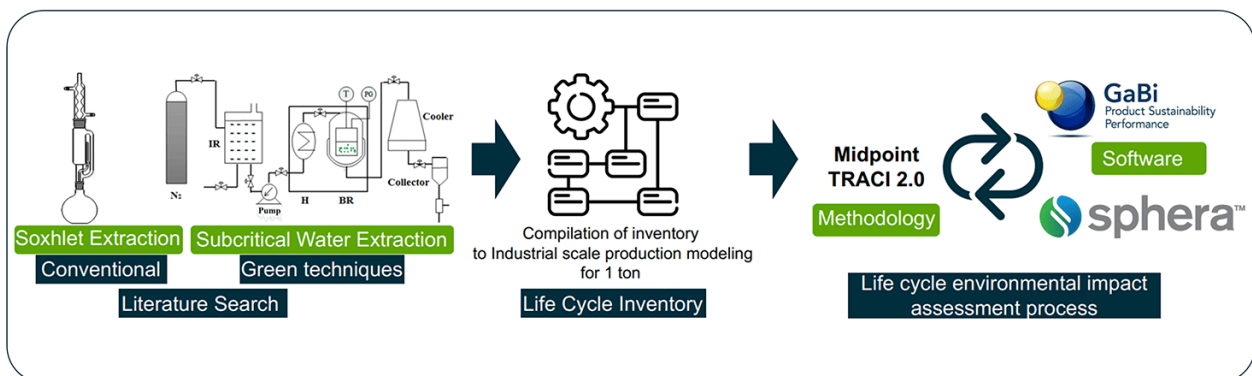 N₂
IR
Pump
H
BR
T
PG
Cooler
Collector
Soxhlet Extraction
Subcritical Water Extraction
Conventional
Green techniques
Literature Search
Compilation of inventory
to Industrial scale production modeling
for 1 ton
Life Cycle Inventory
Midpoint
TRACI 2.0
Methodology
GaBi
Product Sustainability
Performance
Software
sphera™
Life cycle environmental impact
assessment process